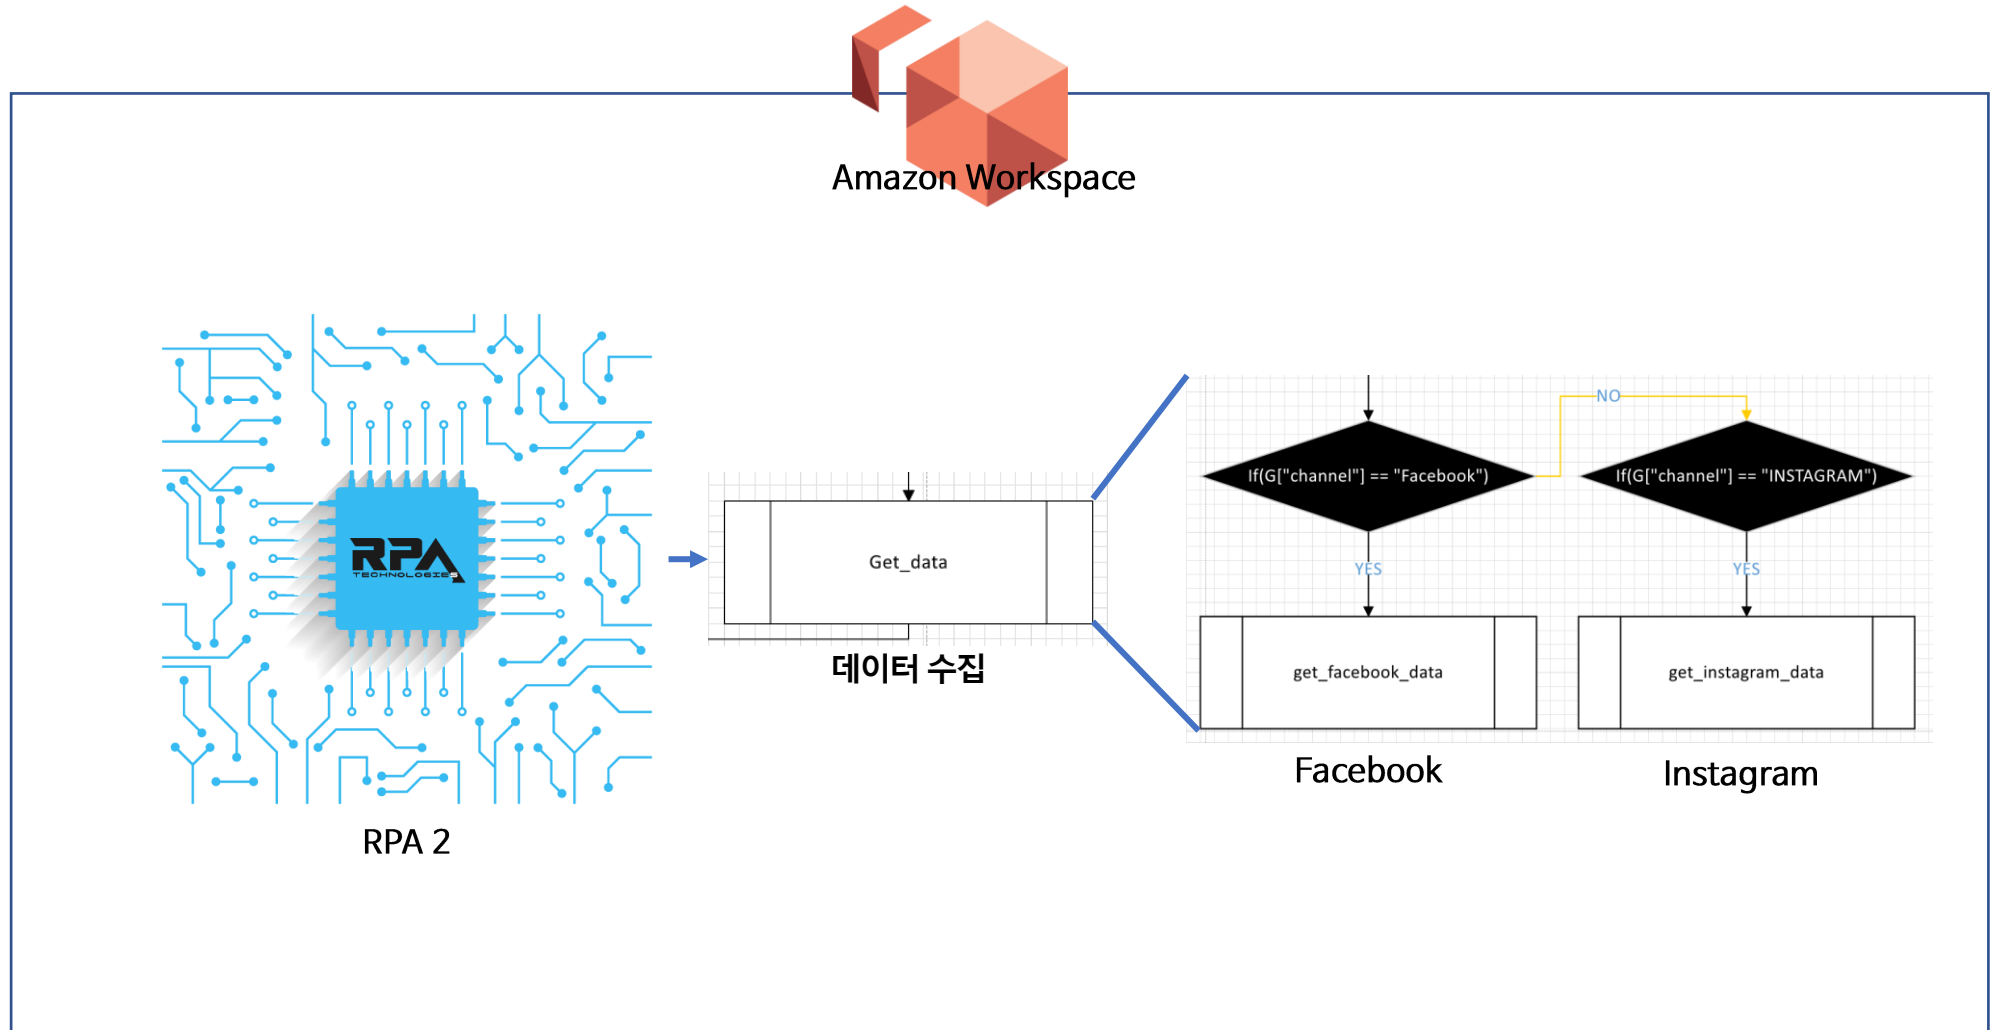 Amazon Workspace
RPA
TECHNOLOGIES
RPA 2
Get_data
데이터 수집
NO
If(G["channel"] == "Facebook")
If(G["channel"] == "INSTAGRAM")
YES
YES
get_facebook_data
get_instagram_data
Facebook
Instagram